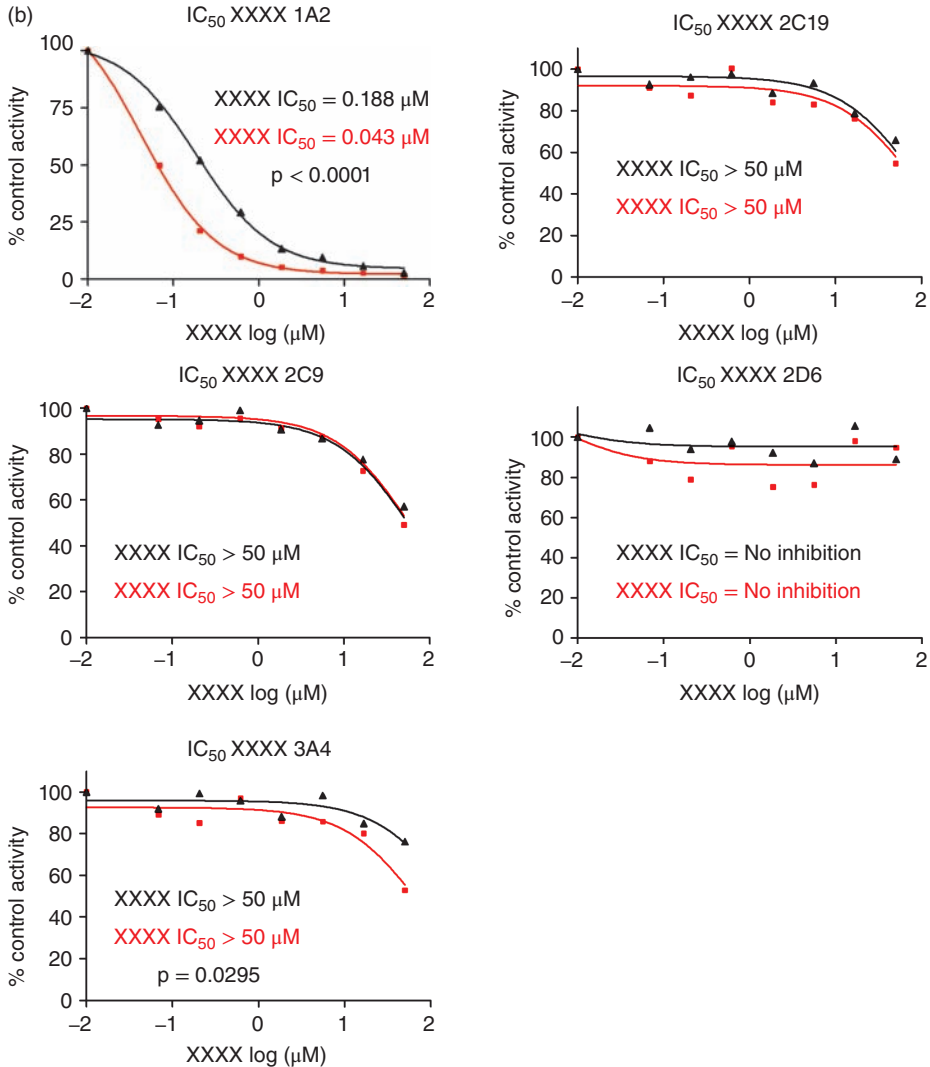 (b)
IC50 XXXX 1A2
100
75
50
25
0
−2
−1
0
1
2
% control activity
XXXX log (μM)
XXXX IC50 = 0.188 μM
XXXX IC50 = 0.043 μM
p < 0.0001
IC50 XXXX 2C19
100
80
60
40
20
100
80
60
40
20
0
−2
−1
0
1
2
% control activity
XXXX log (μM)
XXXX IC50 > 50 μM
XXXX IC50 > 50 μM
IC50 XXXX 2C9
100
80
60
40
20
0
−2
−1
0
1
2
% control activity
XXXX log (μM)
XXXX IC50 > 50 μM
XXXX IC50 > 50 μM
IC50 XXXX 2D6
100
80
60
100
80
20
0
−2
−1
0
1
2
% control activity
XXXX log (μM)
XXXX IC50 = No inhibition
XXXX IC50 = No inhibition
IC50 XXXX 3A4
100
80
60
40
20
0
−2
−1
0
1
2
% control activity
XXXX log (μM)
XXXX IC50 > 50 μM
XXXX IC50 > 50 μM
p = 0.0295